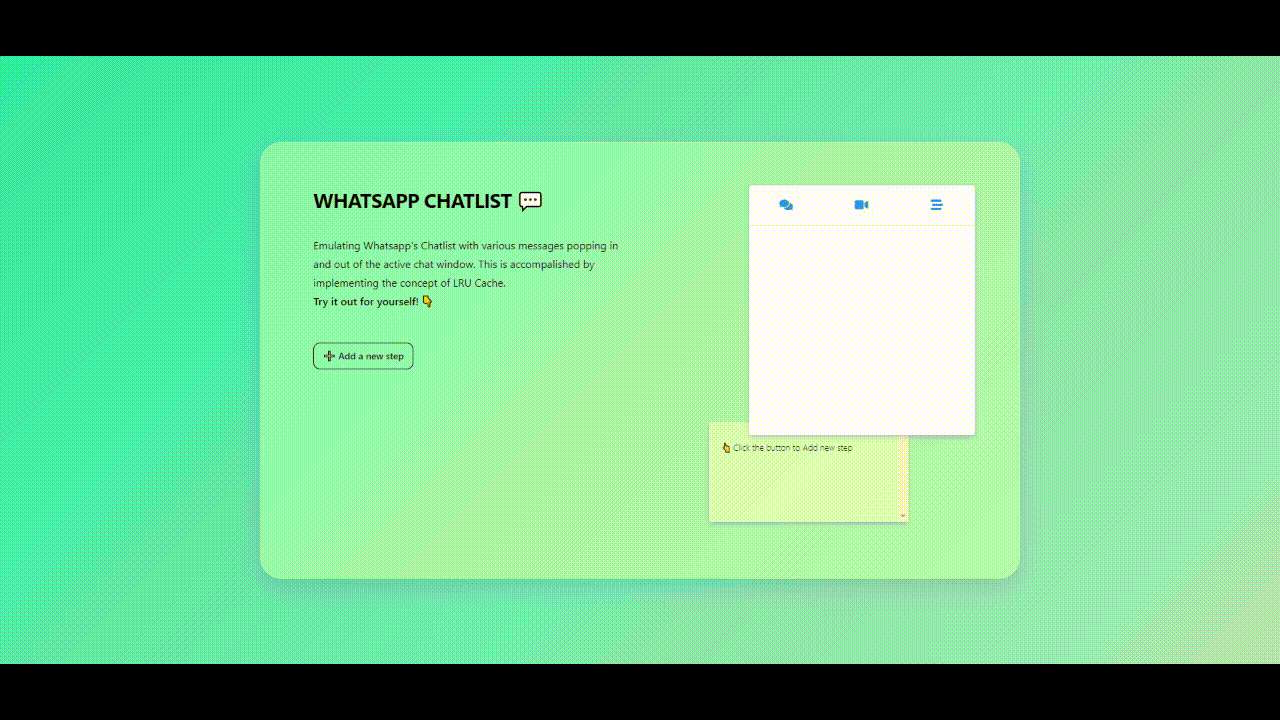 WHATSAPP CHATLIST 💬
Emulating Whatsapp's Chatlist with various messages popping in
and out of the active chat window. This is accompalished by
implementing the concept of LRU Cache.
Try it out for yourself! 👇
➕ Add a new step
👆 Click the button to Add new step